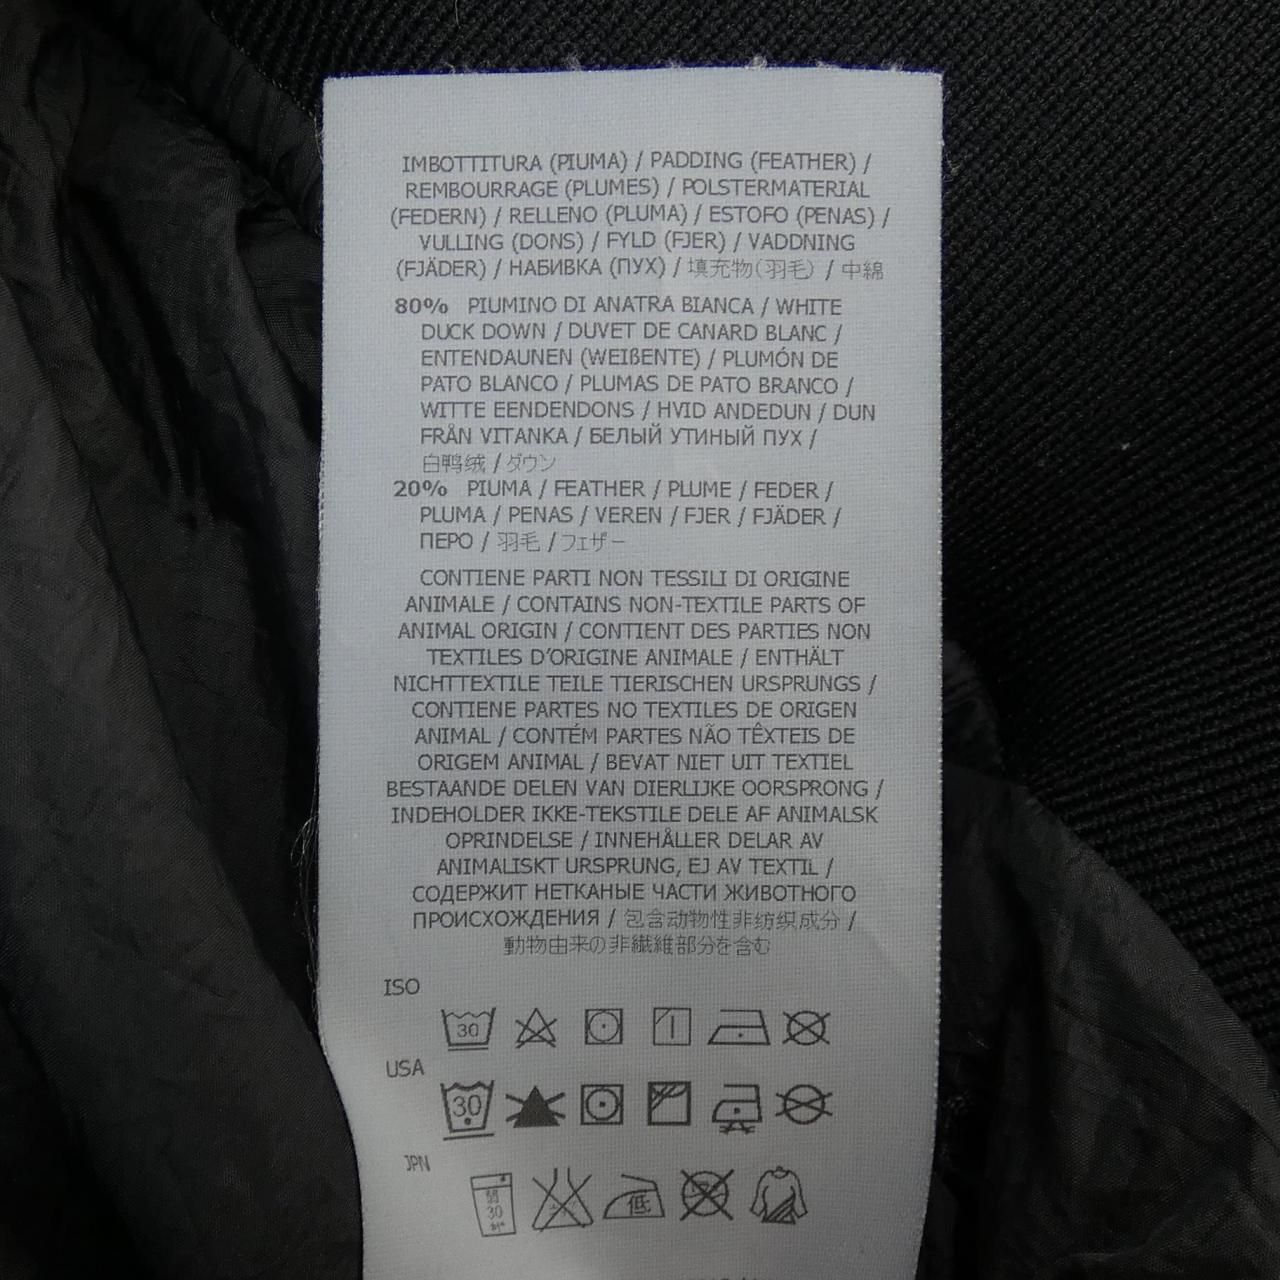 IMBOTTITURA (PIUMA) / PADDING (FEATHER) /
REMBOURRAGE (PLUMES) / POLSTERMATERIAL
(FEDERN) / RELLENO (PLUMA) / ESTOFO (PENAS) /
VULLING (DONS) / FYLD (FJER) / VADDNING
(FJÄDER) / НАБИВКА (ПУХ) / 填充物(羽毛) / 中綿
80% PIUMINO DI ANATRA BIANCA / WHITE
DUCK DOWN / DUVET DE CANARD BLANC /
ENTENDAUNEN (WEIßENTE) / PLUMÓN DE
PATO BLANCO / PLUMAS DE PATO BRANCO /
WITTE EENDENDONS / HVID ANDEDUN / DUN
FRÅN VITANKA / БЕЛЫЙ УТИНЫЙ ПУХ /
白鸭绒 / ダウン
20% PIUMA / FEATHER / PLUME / FEDER /
PLUMA / PENAS / VEREN / FJER / FJÄDER /
ПЕРО / 羽毛 / フェザー
CONTIENE PARTI NON TESSILI DI ORIGINE
ANIMALE / CONTAINS NON-TEXTILE PARTS OF
ANIMAL ORIGIN / CONTIENT DES PARTIES NON
TEXTILES D'ORIGINE ANIMALE / ENTHÄLT
NICHTTEXTILE TEILE TIERISCHEN URSPRUNGS /
CONTIENE PARTES NO TEXTILES DE ORIGEN
ANIMAL / CONTÉM PARTES NÃO TÊXTEIS DE
ORIGEM ANIMAL / BEVAT NIET UIT TEXTIEL
BESTAANDE DELEN VAN DIERLIJKE OORSPRONG /
INDEHOLDER IKKE-TEKSTILE DELE AF ANIMALSK
OPRINDELSE / INNEHÅLLER DELAR AV
ANIMALISKT URSPRUNG, EJ AV TEXTIL /
СОДЕРЖИТ НЕТКАНЫЕ ЧАСТИ ЖИВОТНОГО
ПРОИСХОЖДЕНИЯ / 包含动物性非纺织成分 /
動物由来の非繊維部分を含む
ISO
30
USA
30
JPN
弱
30
低